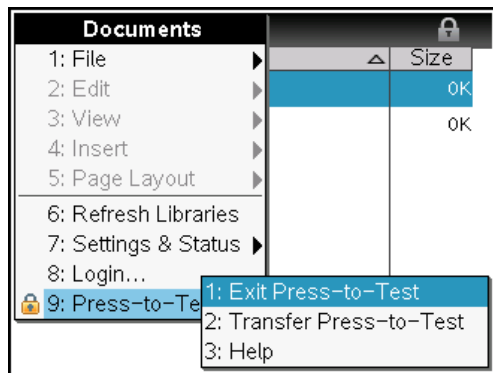 Documents
1: File
Size
2: Edit
0K
3: View
0K
4: Insert
5: Page Layout
6: Refresh Libraries
7: Settings & Status
8: Login...
9: Press-to-Te
1: Exit Press-to-Test
2: Transfer Press-to-Test
3: Help